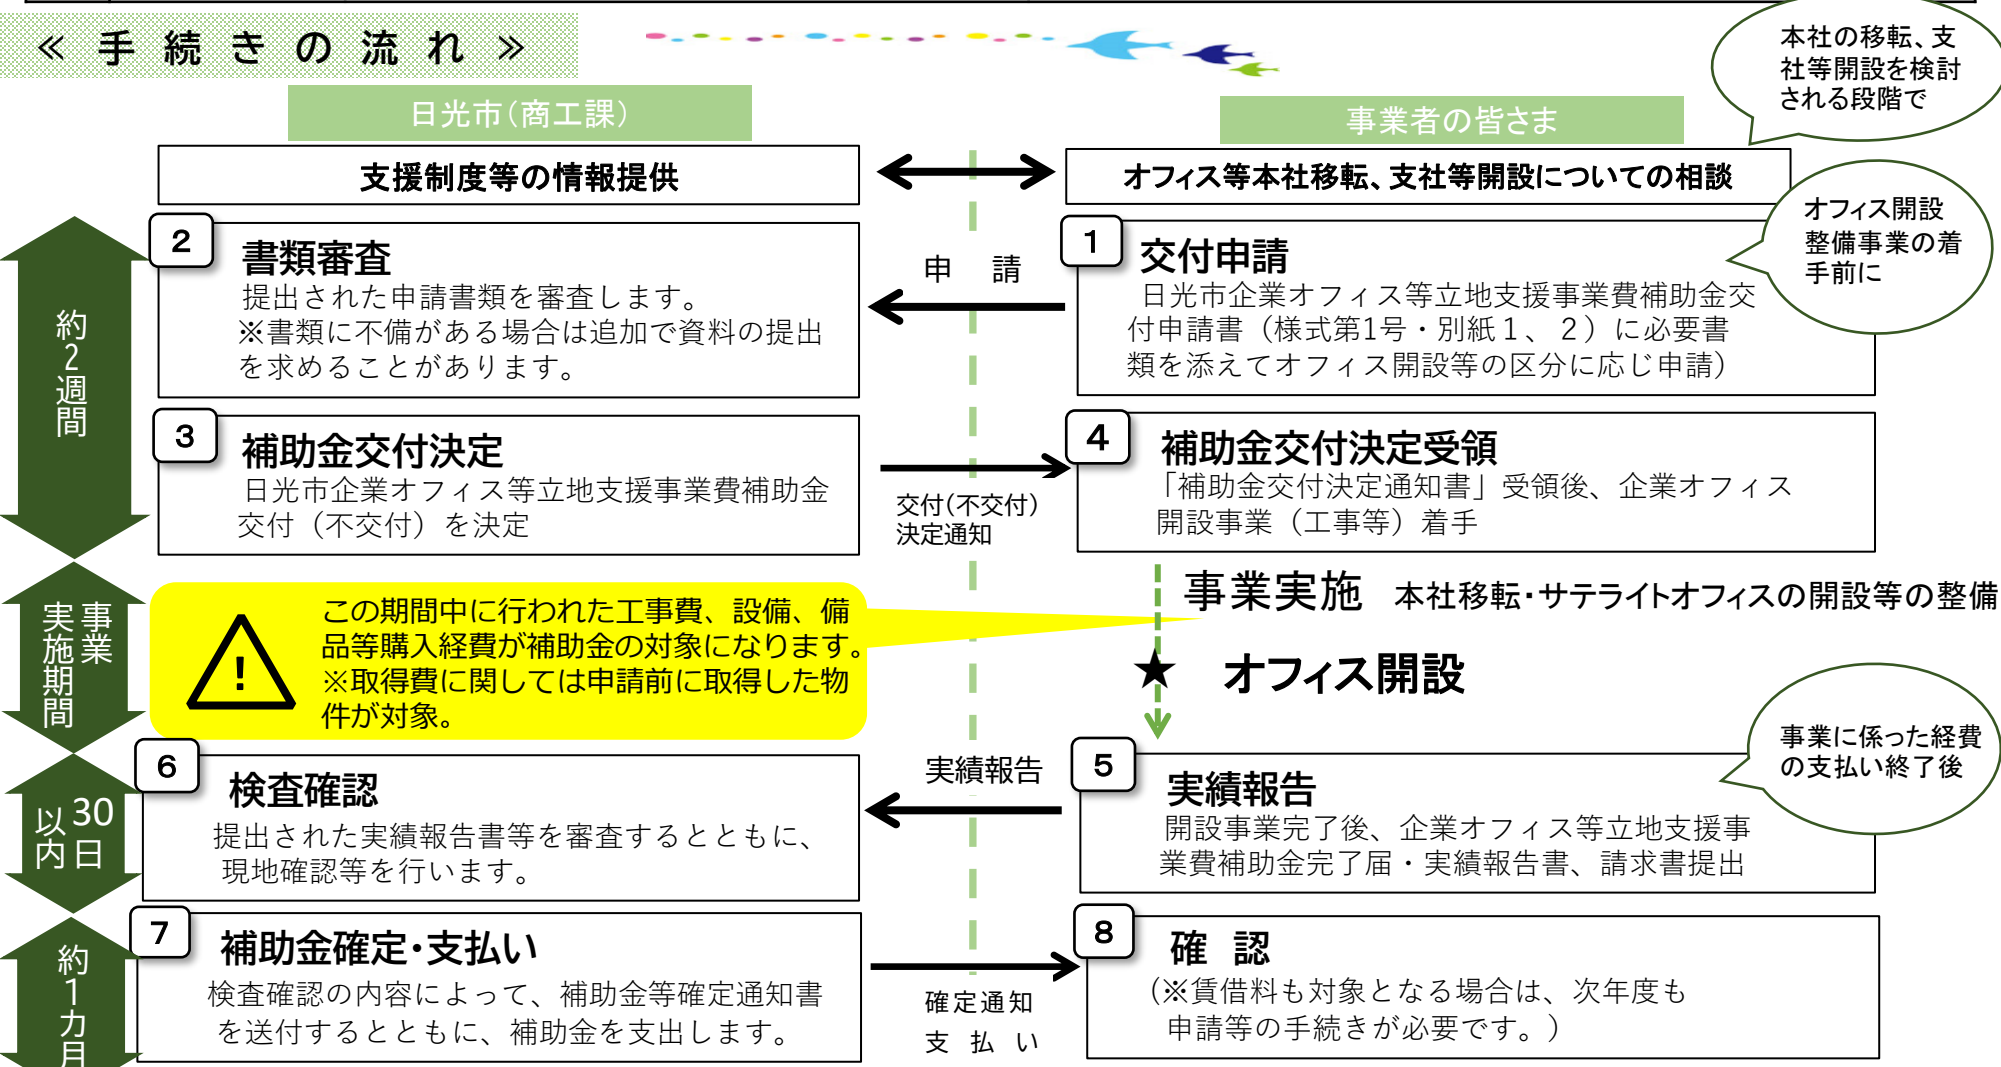 ≪ 手 続 き の 流 れ ≫
本社の移転、支
社等開設を検討
される段階で
日光市(商工課)
事業者の皆さま
支援制度等の情報提供
オフィス等本社移転、支社等開設についての相談
約2週間
2
書類審査
提出された申請書類を審査します。
※書類に不備がある場合は追加で資料の提出
を求めることがあります。
申 請
1
交付申請
日光市企業オフィス等立地支援事業費補助金交
付申請書（様式第1号・別紙１、２）に必要書
類を添えてオフィス開設等の区分に応じ申請）
オフィス開設
整備事業の着
手前に
3
補助金交付決定
日光市企業オフィス等立地支援事業費補助金
交付（不交付）を決定
交付(不交付)
決定通知
4
補助金交付決定受領
「補助金交付決定通知書」受領後、企業オフィス
開設事業（工事等）着手
事業
実施期間
!
この期間中に行われた工事費、設備、備
品等購入経費が補助金の対象になります。
※取得費に関しては申請前に取得した物
件が対象。
事業実施 本社移転・サテライトオフィスの開設等の整備
★ オフィス開設
30日
以内
6
検査確認
提出された実績報告書等を審査するとともに、
現地確認等を行います。
実績報告
5
実績報告
開設事業完了後、企業オフィス等立地支援事
業費補助金完了届・実績報告書、請求書提出
事業に係った経費
の支払い終了後
約1カ月
7
補助金確定・支払い
検査確認の内容によって、補助金等確定通知書
を送付するとともに、補助金を支出します。
確定通知
支 払 い
8
確 認
（※賃借料も対象となる場合は、次年度も
申請等の手続きが必要です。）